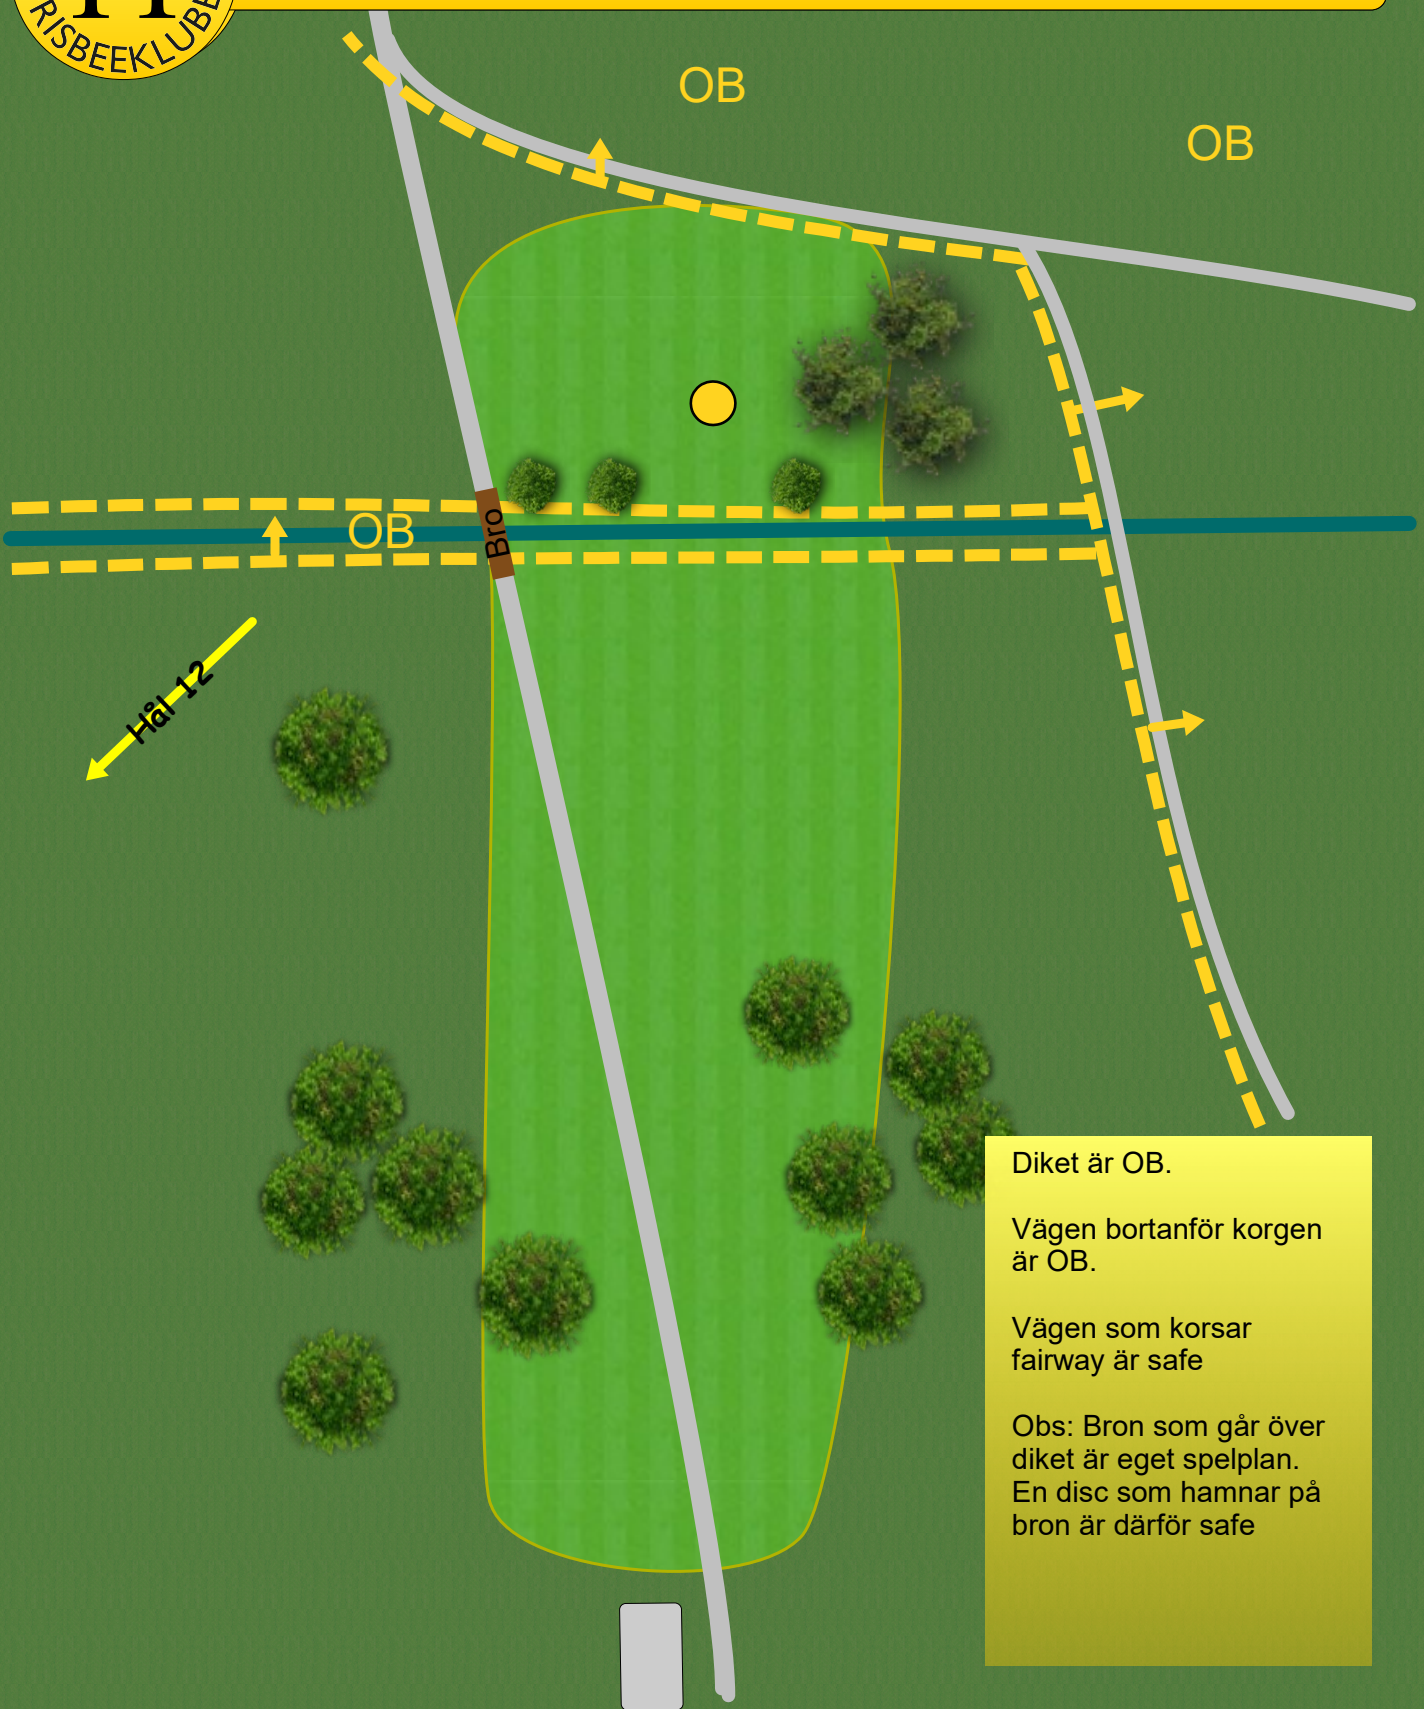 RISBEEKLUBB
OB
OB
OB
Bro
Hål 12
Diket är OB.
Vägen bortanför korgen
är OB.
Vägen som korsar
fairway är safe
Obs: Bron som går över
diket är eget spelplan.
En disc som hamnar på
bron är därför safe